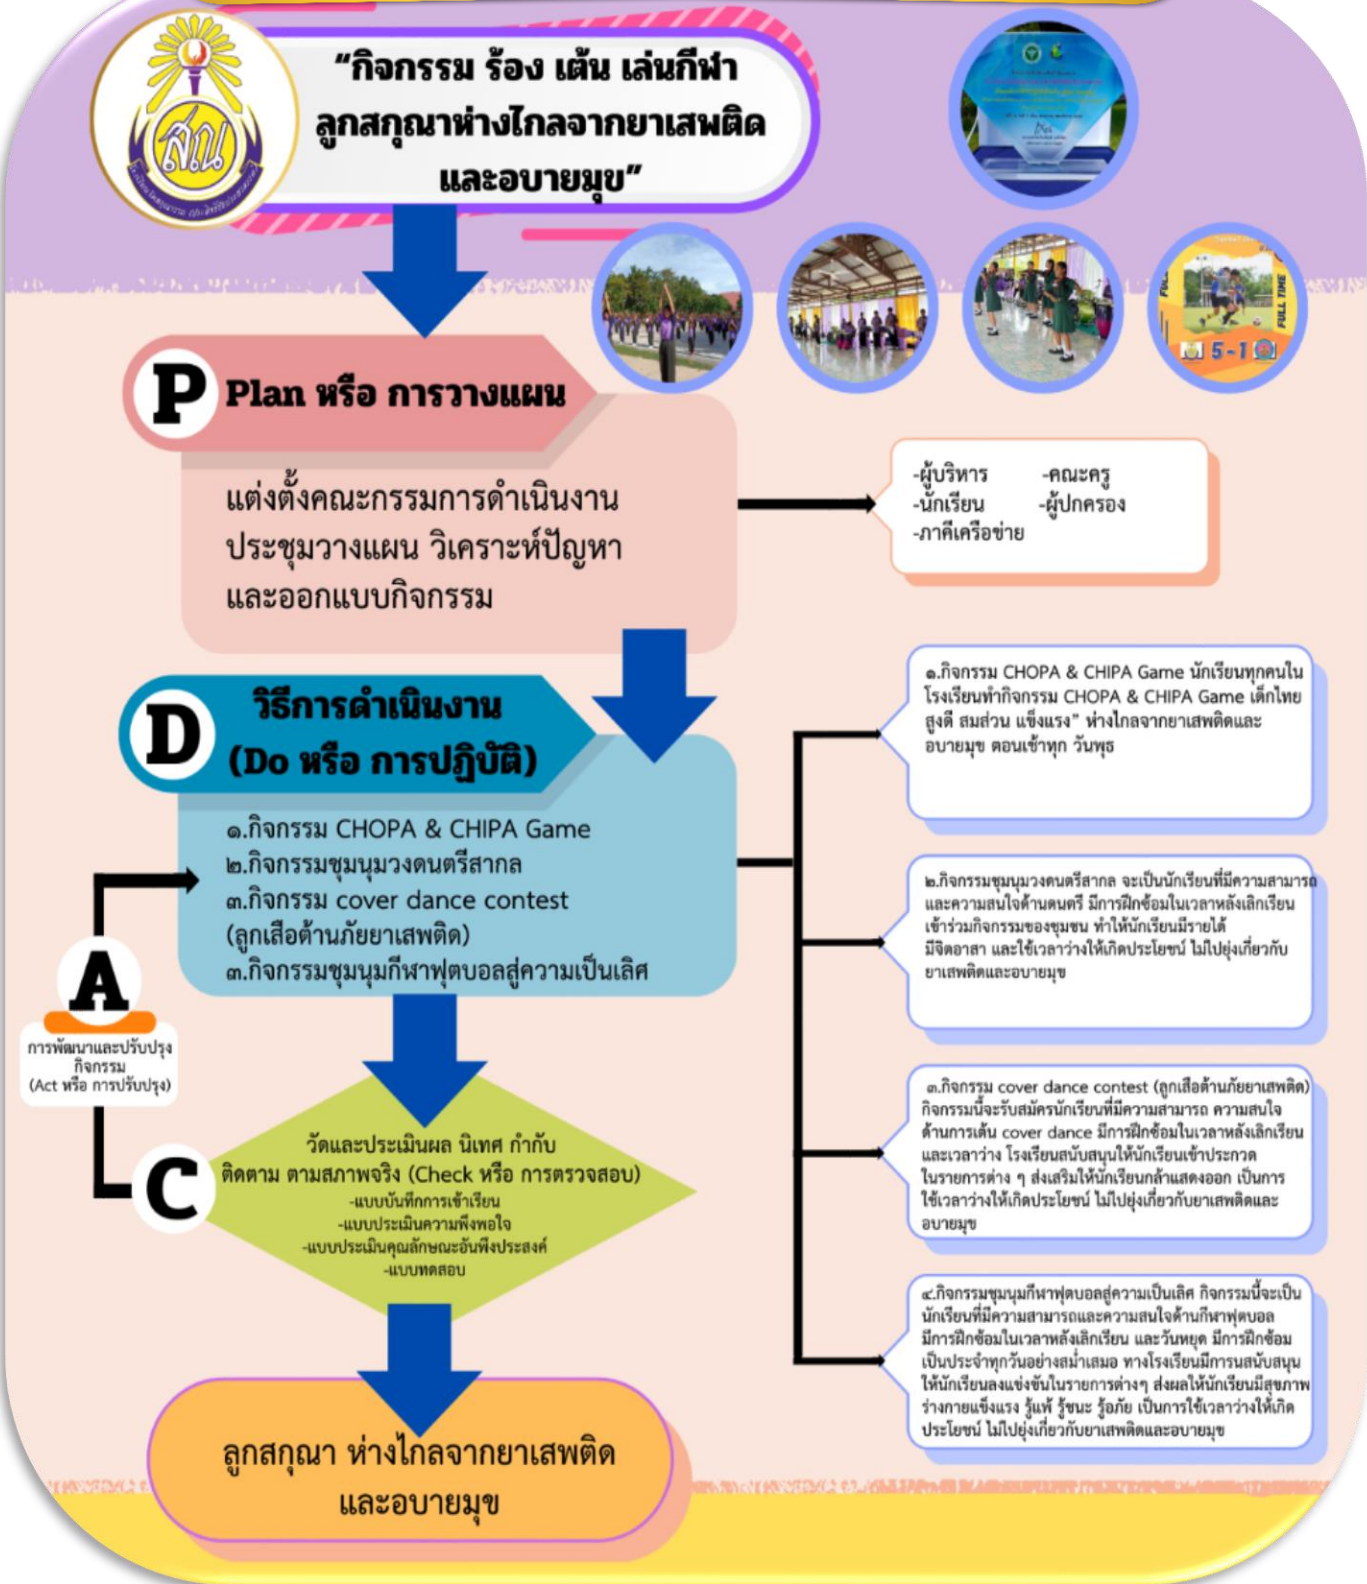 “กิจกรรม ร้อง เต้น เล่นกีฬา
ลูกสกุณาห่างไกลจากยาเสพติด
และอบายมุข”
สณ
FULL TIME
5-1
P
Plan หรือ การวางแผน
แต่งตั้งคณะกรรมการดำเนินงาน
ประชุมวางแผน วิเคราะห์ปัญหา
และออกแบบกิจกรรม
-ผู้บริหาร -คณะครู
-นักเรียน -ผู้ปกครอง
-ภาคีเครือข่าย
D
วิธีการดำเนินงาน
(Do หรือ การปฏิบัติ)
๑.กิจกรรม CHOPA & CHIPA Game
๒.กิจกรรมชุมนุมวงดนตรีสากล
๓.กิจกรรม cover dance contest
(ลูกเสือต้านภัยยาเสพติด)
๓.กิจกรรมชุมนุมกีฬาฟุตบอลสู่ความเป็นเลิศ
๑.กิจกรรม CHOPA & CHIPA Game นักเรียนทุกคนใน
โรงเรียนทำกิจกรรม CHOPA & CHIPA Game เด็กไทย
สูงดี สมส่วน แข็งแรง” ห่างไกลจากยาเสพติดและ
อบายมุข ตอนเช้าทุก วันพุธ
๒.กิจกรรมชุมนุมวงดนตรีสากล จะเป็นนักเรียนที่มีความสามารถ
และความสนใจด้านดนตรี มีการฝึกซ้อมในเวลาหลังเลิกเรียน
เข้าร่วมกิจกรรมของชุมชน ทำให้นักเรียนมีรายได้
มีจิตอาสา และใช้เวลาว่างให้เกิดประโยชน์ ไม่ไปยุ่งเกี่ยวกับ
ยาเสพติดและอบายมุข
๓.กิจกรรม cover dance contest (ลูกเสือต้านภัยยาเสพติด)
กิจกรรมนี้จะรับสมัครนักเรียนที่มีความสามารถ ความสนใจ
ด้านการเต้น cover dance มีการฝึกซ้อมในเวลาหลังเลิกเรียน
และเวลาว่าง โรงเรียนสนับสนุนให้นักเรียนเข้าประกวด
ในรายการต่าง ๆ ส่งเสริมให้นักเรียนกล้าแสดงออก เป็นการ
ใช้เวลาว่างให้เกิดประโยชน์ ไม่ไปยุ่งเกี่ยวกับยาเสพติดและ
อบายมุข
๔.กิจกรรมชุมนุมกีฬาฟุตบอลสู่ความเป็นเลิศ กิจกรรมนี้จะเป็น
นักเรียนที่มีความสามารถและความสนใจด้านกีฬาฟุตบอล
มีการฝึกซ้อมในเวลาหลังเลิกเรียน และวันหยุด มีการฝึกซ้อม
เป็นประจำทุกวันอย่างสม่ำเสมอ ทางโรงเรียนมีการนสนับสนุน
ให้นักเรียนลงแข่งขันในรายการต่างๆ ส่งผลให้นักเรียนมีสุขภาพ
ร่างกายแข็งแรง รู้แพ้ รู้ชนะ รู้อภัย เป็นการใช้เวลาว่างให้เกิด
ประโยชน์ ไม่ไปยุ่งเกี่ยวกับยาเสพติดและอบายมุข
A
การพัฒนาและปรับปรุง
กิจกรรม
(Act หรือ การปรับปรุง)
C
วัดและประเมินผล นิเทศ กำกับ
ติดตาม ตามสภาพจริง (Check หรือ การตรวจสอบ)
-แบบบันทึกการเข้าเรียน
-แบบประเมินความพึงพอใจ
-แบบประเมินคุณลักษณะอันพึงประสงค์
-แบบทดสอบ
ลูกสกุณา ห่างไกลจากยาเสพติด
และอบายมุข